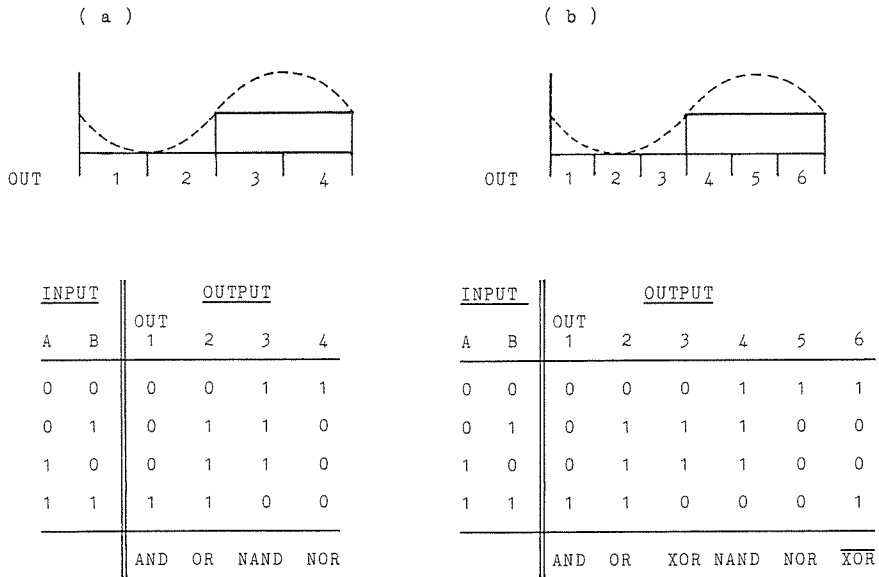 ( a )
OUT 1 2 3 4
INPUT OUTPUT
OUT
A B 1 2 3 4
0 0 0 0 1 1
0 1 0 1 1 0
1 0 0 1 1 0
1 1 1 1 0 0
AND OR NAND NOR
( b )
OUT 1 2 3 4 5 6
INPUT OUTPUT
OUT
A B 1 2 3 4 5 6
0 0 0 0 0 1 1 1
0 1 0 1 1 1 0 0
1 0 0 1 1 1 0 0
1 1 1 1 0 0 0 1
AND OR XOR NAND NOR X̅O̅R̅